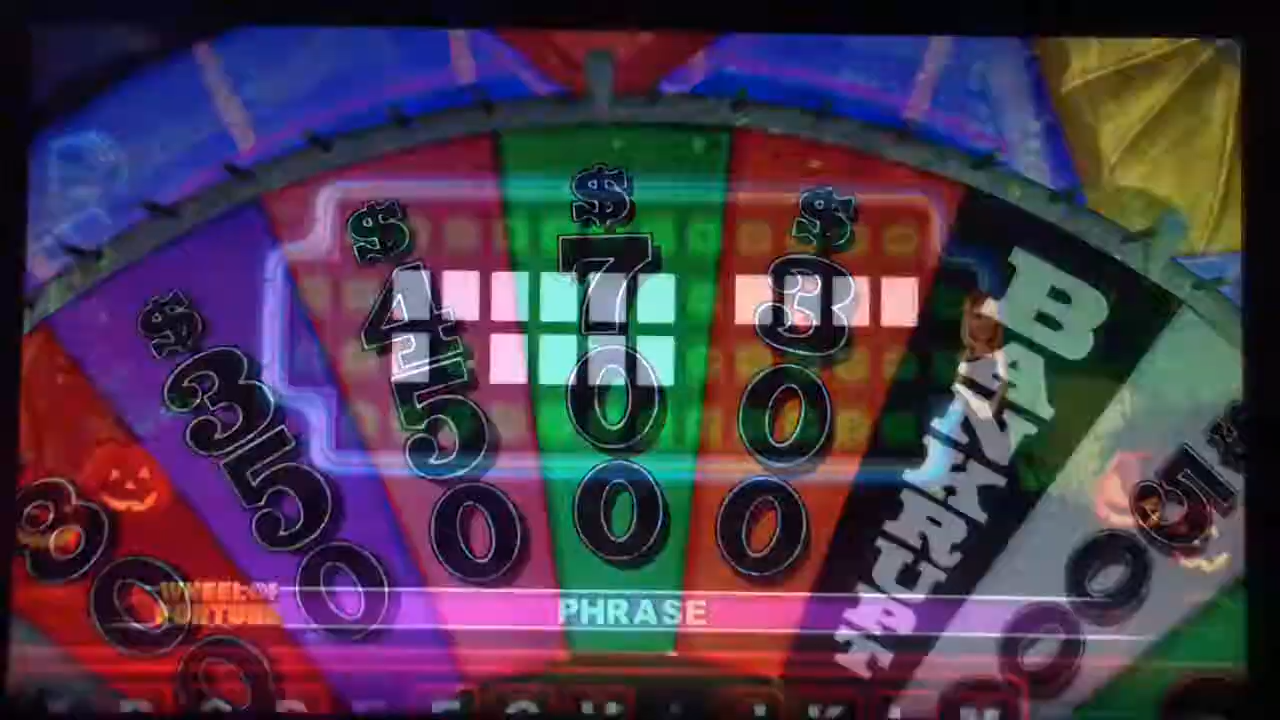 $350
$450
$700
$300
BANKRUPT
WHEEL OF
FORTUNE
PHRASE